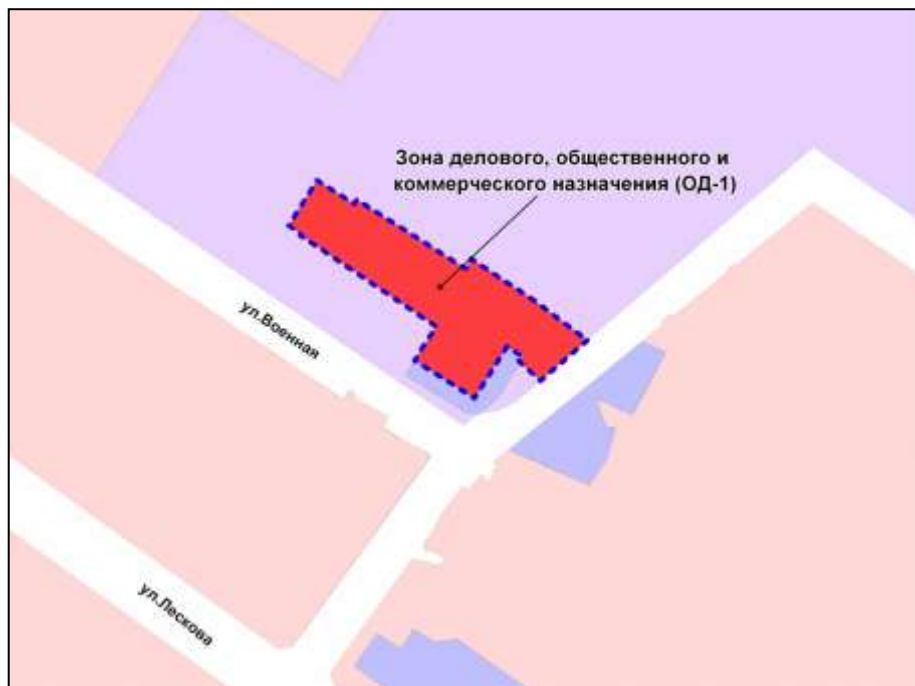 Зона делового, общественного и
коммерческого назначения (ОД-1)
ул.Военная
ул.Лескова